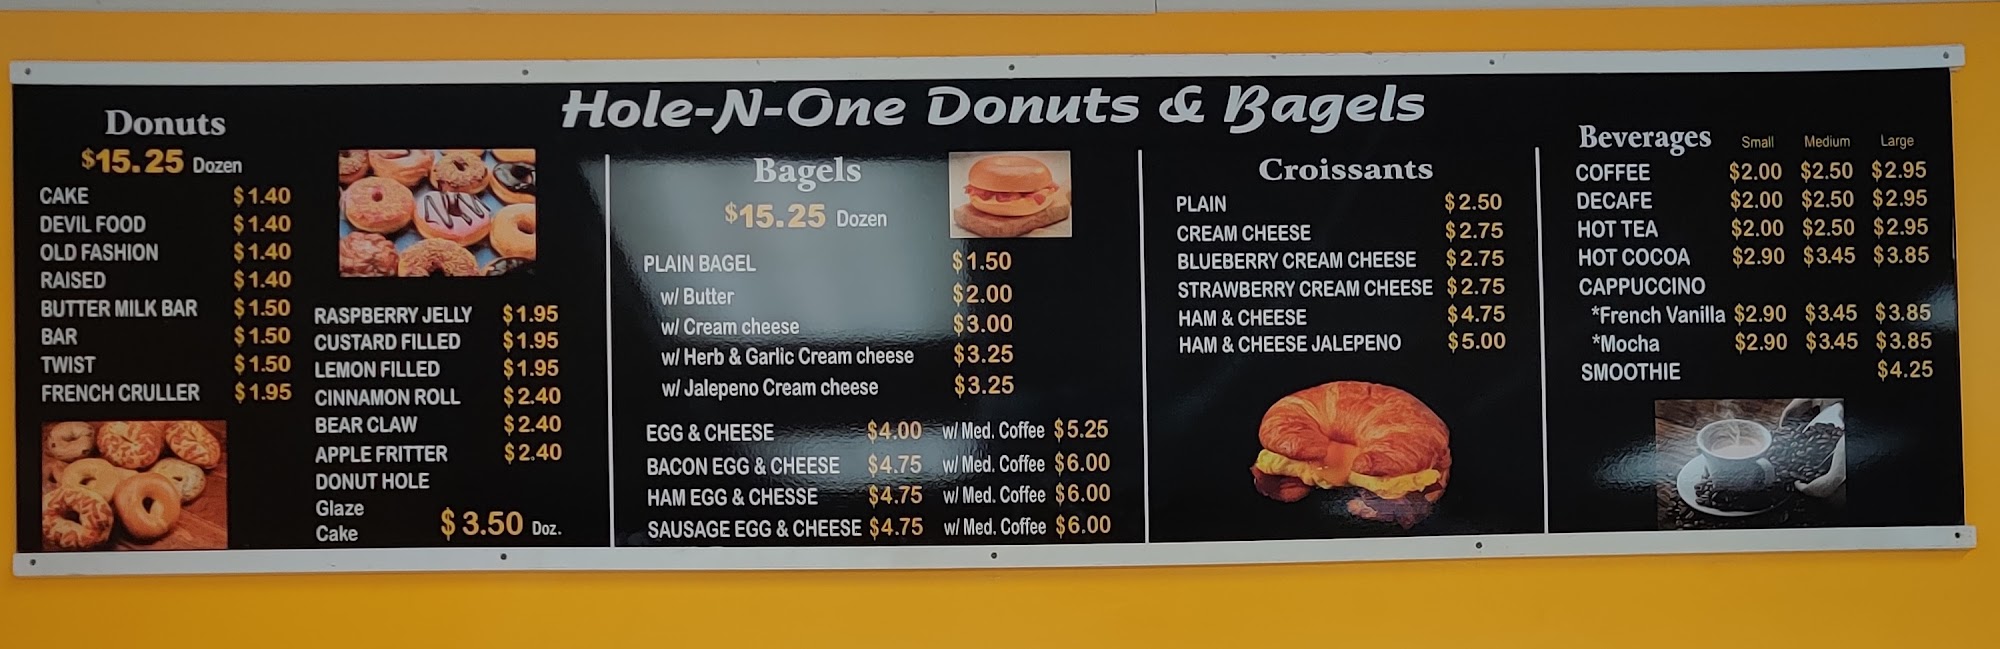 Hole-N-One Donuts & Bagels
Donuts
$15.25 Dozen
CAKE $1.40
DEVIL FOOD $1.40
OLD FASHION $1.40
RAISED $1.40
BUTTER MILK BAR $1.50
BAR $1.50
TWIST $1.50
FRENCH CRULLER $1.95
RASPBERRY JELLY $1.95
CUSTARD FILLED $1.95
LEMON FILLED $1.95
CINNAMON ROLL $2.40
BEAR CLAW $2.40
APPLE FRITTER $2.40
DONUT HOLE
Glaze
Cake $3.50 Doz.
Bagels
$15.25 Dozen
PLAIN BAGEL $1.50
w/ Butter $2.00
w/ Cream cheese $3.00
w/ Herb & Garlic Cream cheese $3.25
w/ Jalepeno Cream cheese $3.25
EGG & CHEESE $4.00 w/ Med. Coffee $5.25
BACON EGG & CHEESE $4.75 w/ Med. Coffee $6.00
HAM EGG & CHESSE $4.75 w/ Med. Coffee $6.00
SAUSAGE EGG & CHEESE $4.75 w/ Med. Coffee $6.00
Croissants
PLAIN $2.50
CREAM CHEESE $2.75
BLUEBERRY CREAM CHEESE $2.75
STRAWBERRY CREAM CHEESE $2.75
HAM & CHEESE $4.75
HAM & CHEESE JALEPENO $5.00
Beverages Small Medium Large
COFFEE $2.00 $2.50 $2.95
DECAFE $2.00 $2.50 $2.95
HOT TEA $2.00 $2.50 $2.95
HOT COCOA $2.90 $3.45 $3.85
CAPPUCCINO
*French Vanilla $2.90 $3.45 $3.85
*Mocha $2.90 $3.45 $3.85
SMOOTHIE $4.25